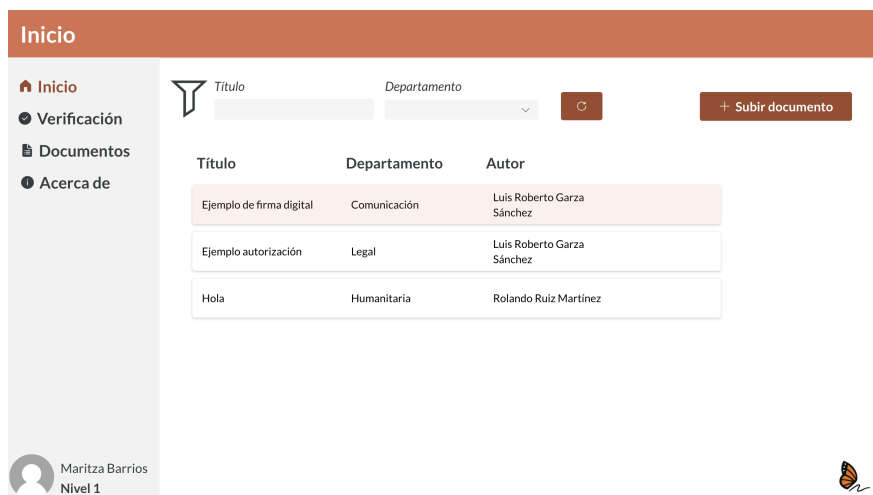 Inicio
Inicio
Verificación
Documentos
Acerca de
Título
Departamento
+ Subir documento
Título Departamento Autor
Ejemplo de firma digital Comunicación Luis Roberto Garza
Sánchez
Ejemplo autorización Legal Luis Roberto Garza
Sánchez
Hola Humanitaria Rolando Ruiz Martínez
Maritza Barrios
Nivel 1